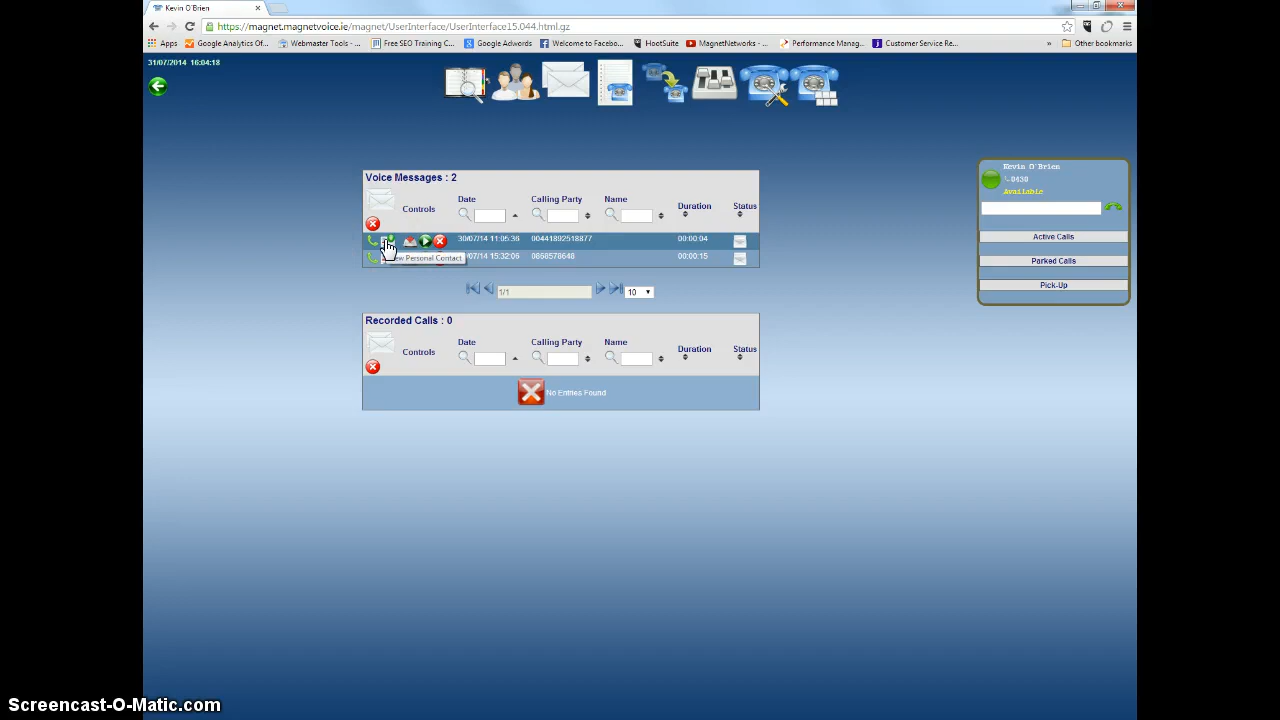 Kevin O'Brien
https://magnet.magnetvoice.ie/magnet/UserInterface/UserInterface15.044.html.gz
Apps Google Analytics Of... Webmaster Tools - ... Free SEO Training C... Google Adwords Welcome to Facebo... HootSuite MagnetNetworks - ... Performance Manag... Customer Service Re... » Other bookmarks
31/07/2014 16:04:18
Kevin O'Brien
0630
Available
Active Calls
Parked Calls
Pick-Up
Voice Messages : 2
Controls Date Calling Party Name Duration Status
30/07/14 11:05:36 00441892518877 00:00:04
New Personal Contact
/07/14 15:32:06 0868578648 00:00:15
1/1 10
Recorded Calls : 0
Controls Date Calling Party Name Duration Status
No Entries Found
Screencast-O-Matic.com